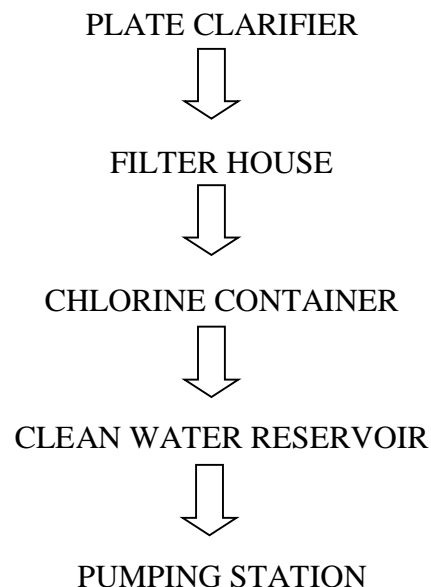 PLATE CLARIFIER
FILTER HOUSE
CHLORINE CONTAINER
CLEAN WATER RESERVOIR
PUMPING STATION